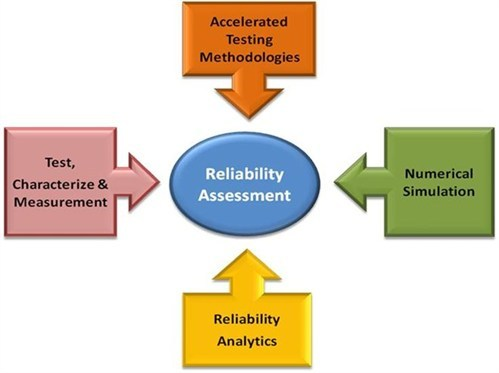 Accelerated
Testing
Methodologies
Test,
Characterize &
Measurement
Reliability
Assessment
Numerical
Simulation
Reliability
Analytics